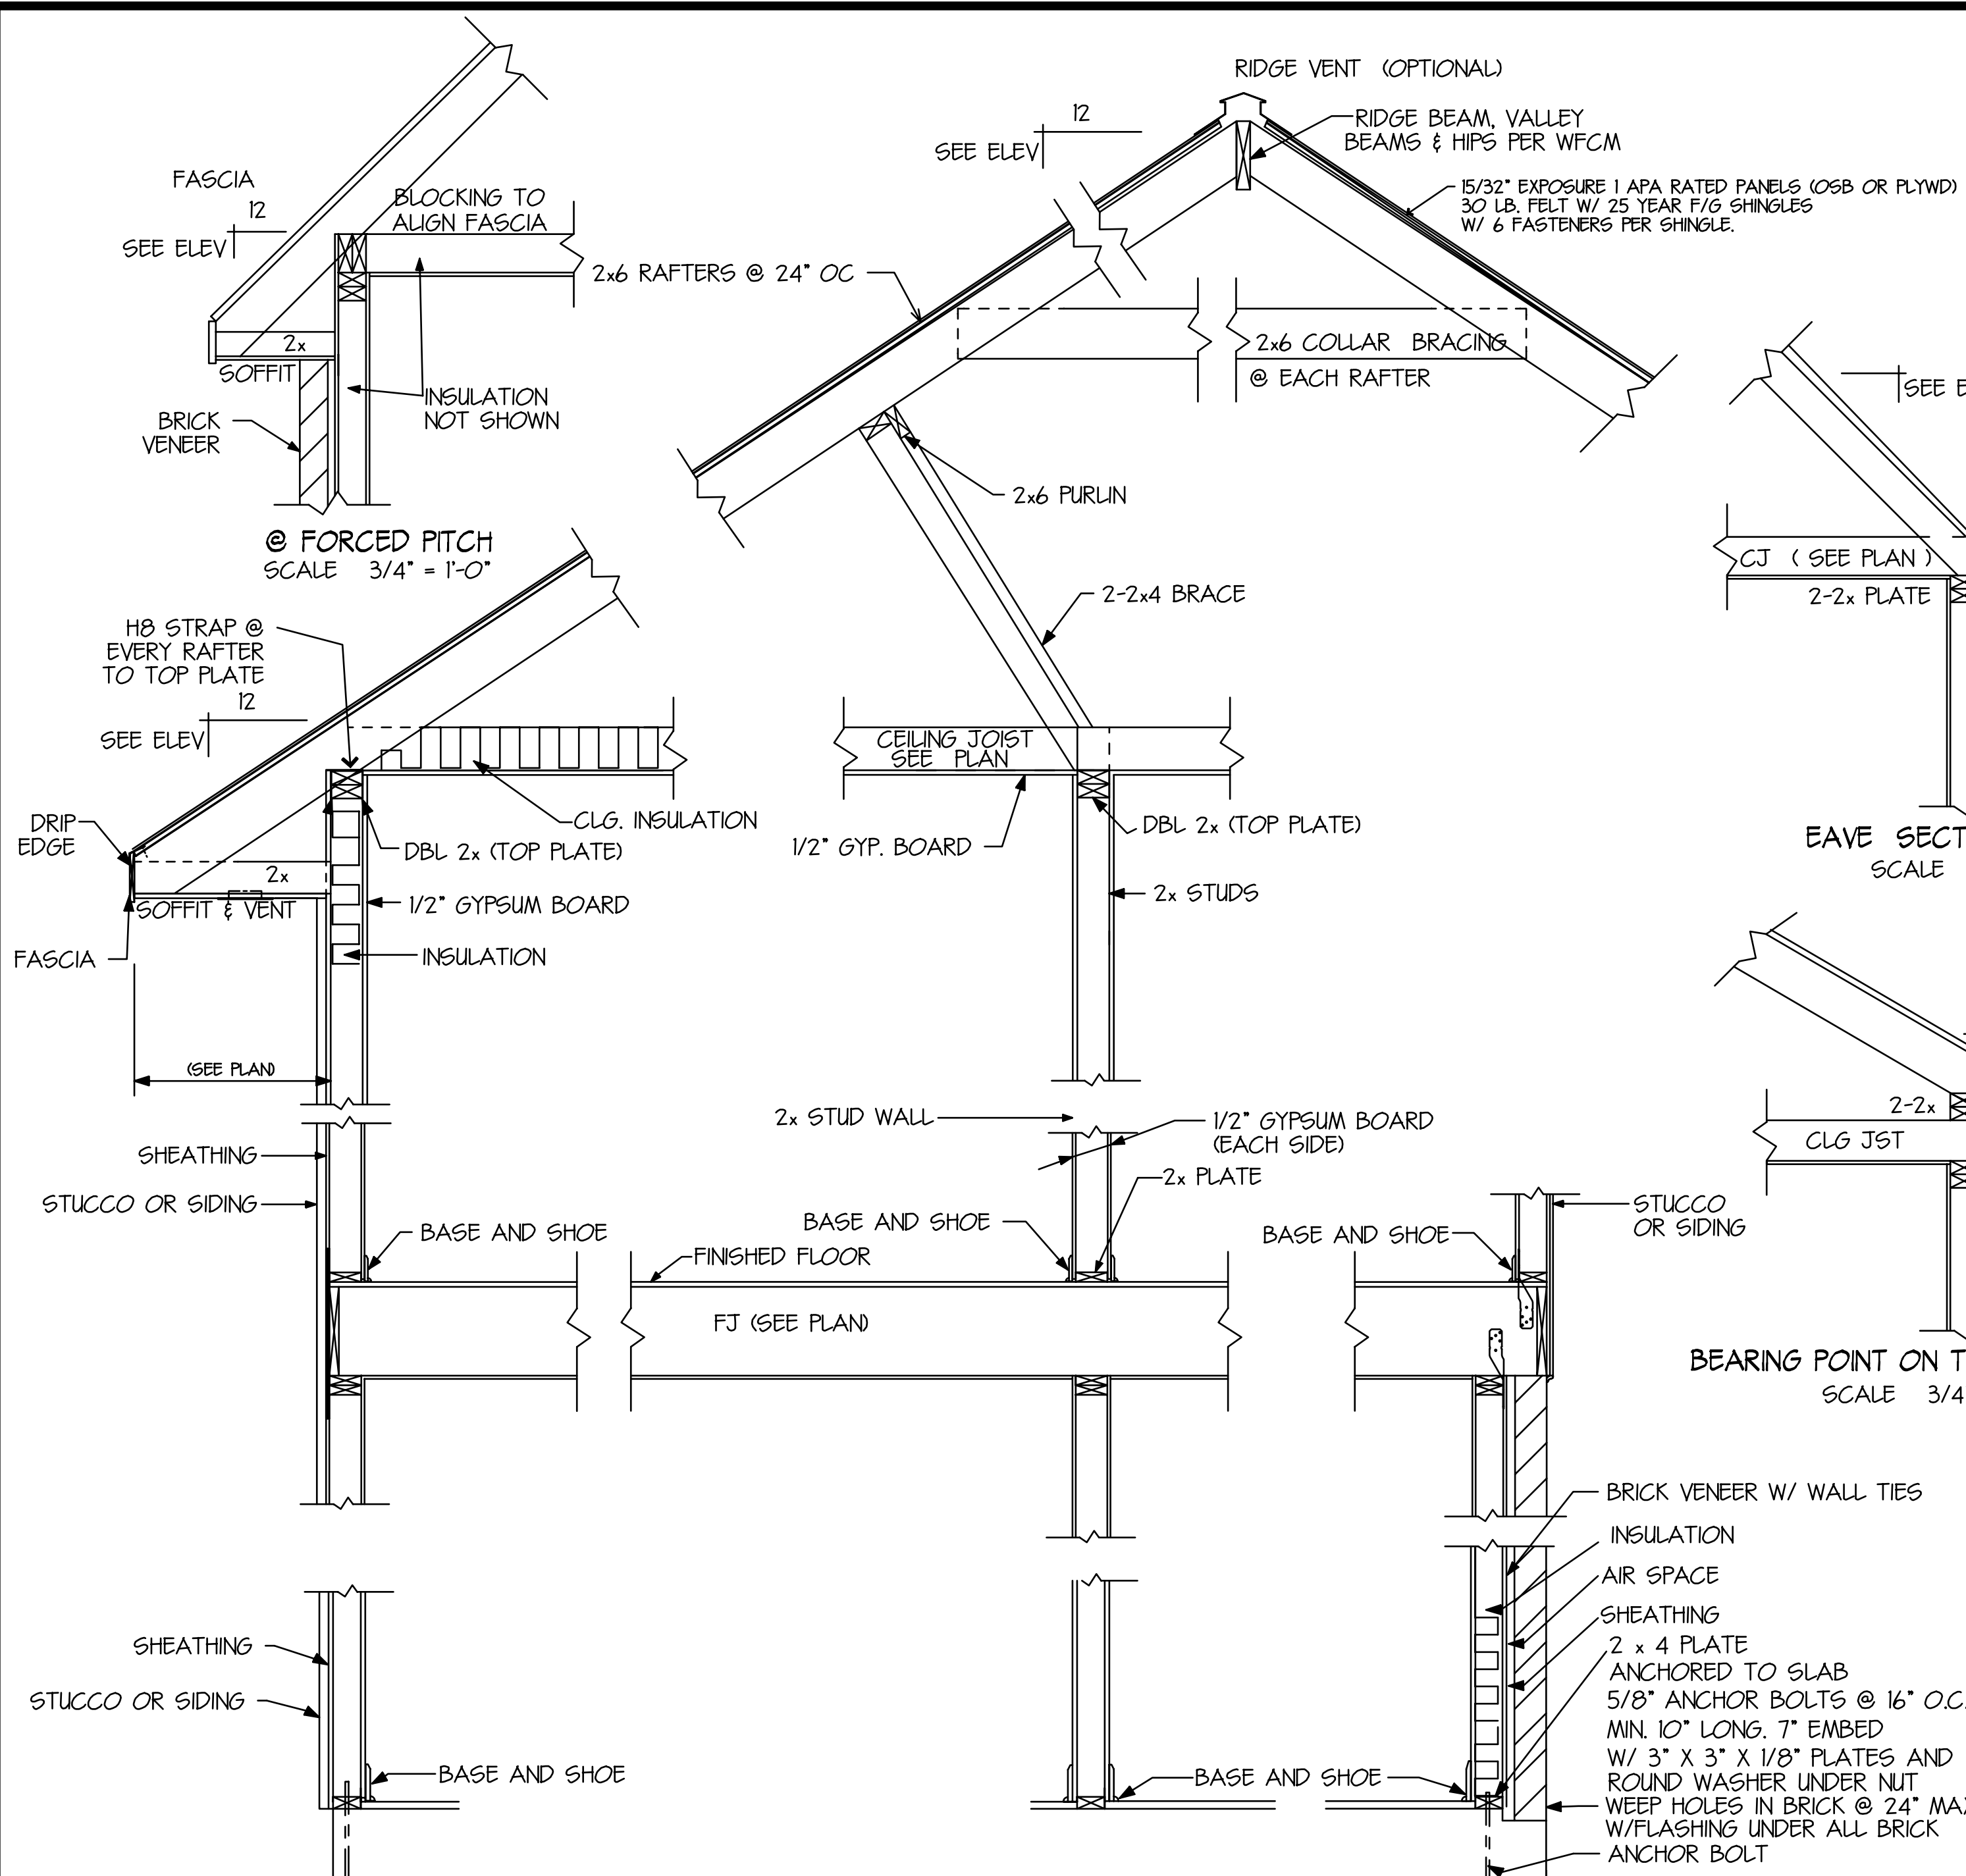 RIDGE VENT (OPTIONAL)
12
SEE ELEV
RIDGE BEAM, VALLEY
BEAMS & HIPS PER WFCM
15/32" EXPOSURE 1 APA RATED PANELS (OSB OR PLYWD)
30 LB. FELT W/ 25 YEAR F/G SHINGLES
W/ 6 FASTENERS PER SHINGLE.
FASCIA
12
SEE ELEV
BLOCKING TO
ALIGN FASCIA
2x
SOFFIT
BRICK
VENEER
INSULATION
NOT SHOWN
@ FORCED PITCH
SCALE 3/4" = 1'-0"
2x6 RAFTERS @ 24" OC
2x6 COLLAR BRACING
@ EACH RAFTER
2x6 PURLIN
2-2x4 BRACE
SEE E
CJ ( SEE PLAN )
2-2x PLATE
EAVE SECT
SCALE
H8 STRAP @
EVERY RAFTER
TO TOP PLATE
12
SEE ELEV
DRIP
EDGE
2x
SOFFIT & VENT
FASCIA
(SEE PLAN)
CLG. INSULATION
DBL 2x (TOP PLATE)
1/2" GYPSUM BOARD
INSULATION
CEILING JOIST
SEE PLAN
1/2" GYP. BOARD
DBL 2x (TOP PLATE)
2x STUDS
2x STUD WALL
1/2" GYPSUM BOARD
(EACH SIDE)
2x PLATE
2-2x
CLG JST
BEARING POINT ON T
SCALE 3/4
SHEATHING
STUCCO OR SIDING
BASE AND SHOE
FINISHED FLOOR
BASE AND SHOE
BASE AND SHOE
STUCCO
OR SIDING
FJ (SEE PLAN)
SHEATHING
STUCCO OR SIDING
BASE AND SHOE
BASE AND SHOE
BRICK VENEER W/ WALL TIES
INSULATION
AIR SPACE
SHEATHING
2 x 4 PLATE
ANCHORED TO SLAB
5/8" ANCHOR BOLTS @ 16" O.C.
MIN. 10" LONG. 7" EMBED
W/ 3" X 3" X 1/8" PLATES AND
ROUND WASHER UNDER NUT
WEEP HOLES IN BRICK @ 24" MAX
W/FLASHING UNDER ALL BRICK
ANCHOR BOLT